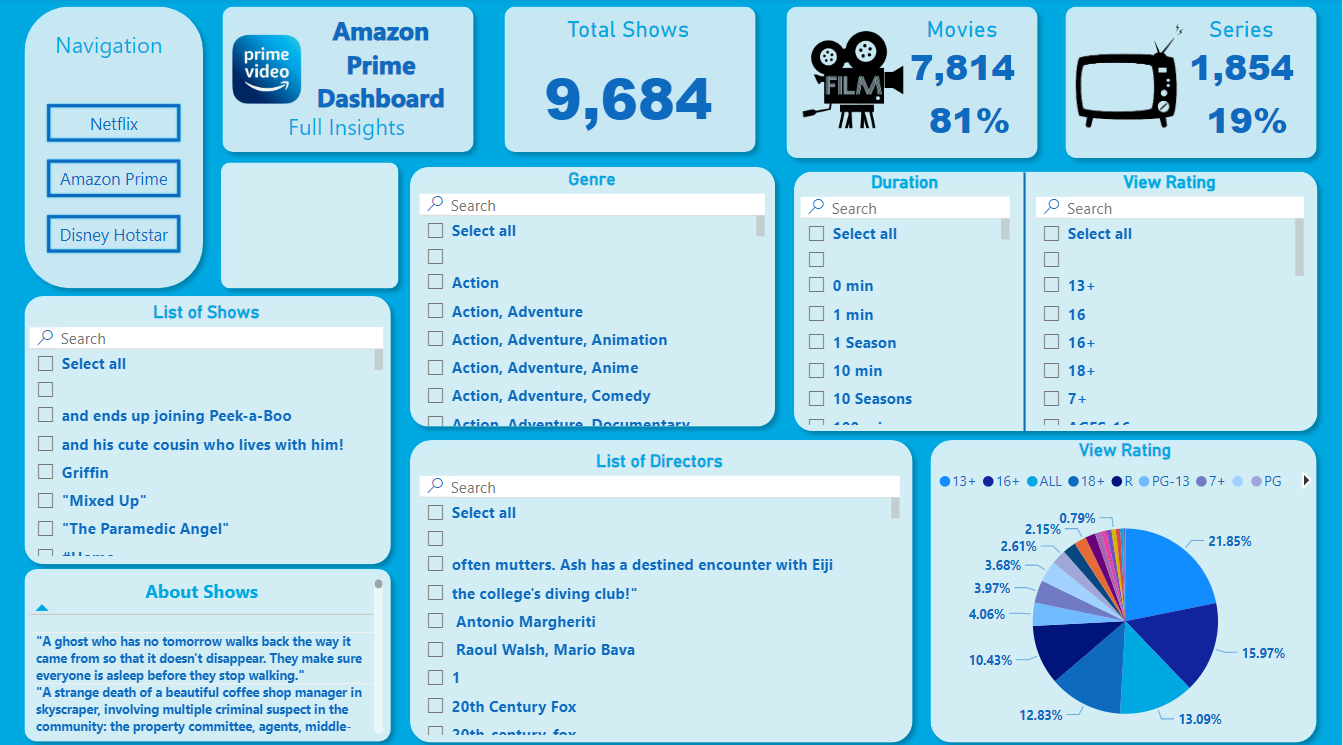 Navigation
Netflix
Amazon Prime
Disney Hotstar
prime
video
Amazon
Prime
Dashboard
Full Insights
Total Shows
9,684
FILM
Movies
7,814
81%
Series
1,854
19%
Genre
Search
Select all
Action
Action, Adventure
Action, Adventure, Animation
Action, Adventure, Anime
Action, Adventure, Comedy
Action, Adventure, Documentary
Duration
Search
Select all
0 min
1 min
1 Season
10 min
10 Seasons
View Rating
Search
Select all
13+
16
16+
18+
7+
List of Shows
Search
Select all
and ends up joining Peek-a-Boo
and his cute cousin who lives with him!
Griffin
"Mixed Up"
"The Paramedic Angel"
#Home
About Shows
"A ghost who has no tomorrow walks back the way it
came from so that it doesn't disappear. They make sure
everyone is asleep before they stop walking."
"A strange death of a beautiful coffee shop manager in
skyscraper, involving multiple criminal suspect in the
community: the property committee, agents, middle-
List of Directors
Search
Select all
often mutters. Ash has a destined encounter with Eiji
the college's diving club!"
Antonio Margheriti
Raoul Walsh, Mario Bava
1
20th Century Fox
20th-century-fox
View Rating
13+ 16+ ALL 18+ R PG-13 7+ PG
0.79%
2.15%
2.61%
3.68%
3.97%
4.06%
10.43%
12.83%
13.09%
15.97%
21.85%